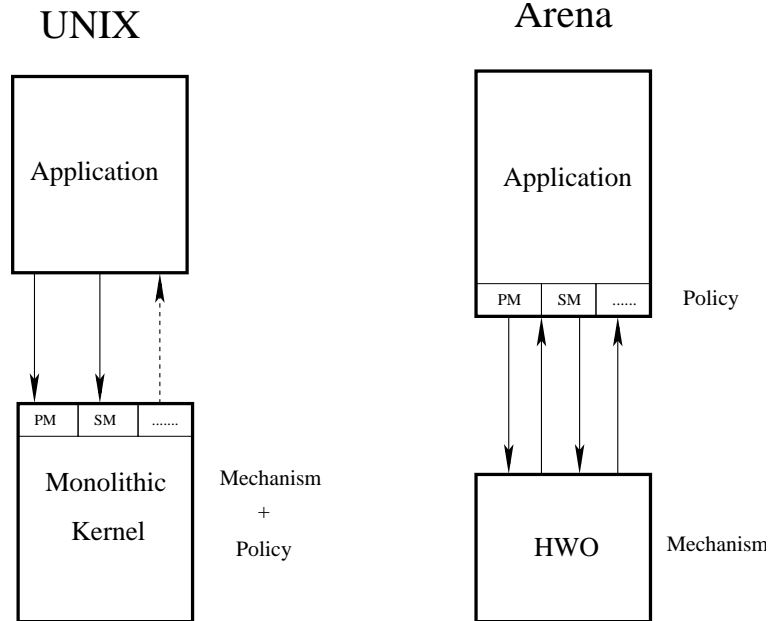 UNIX
Application
PM SM .......
Monolithic
Kernel
Mechanism
+
Policy
Arena
Application
PM SM ......
Policy
HWO
Mechanism